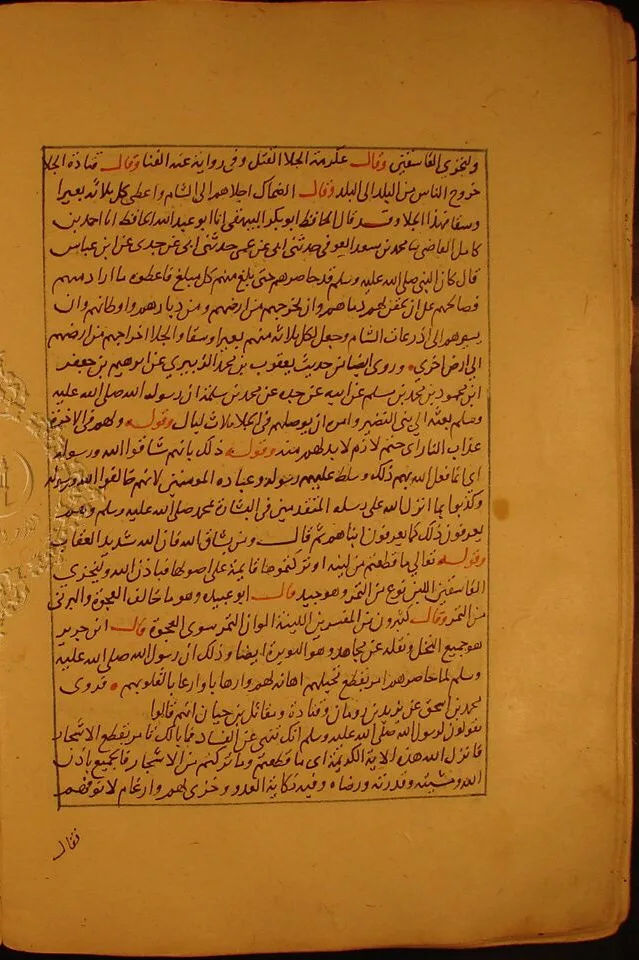 وليخزي الفاسقين وقال عكرمة الجلا القتل وفي رواية عنه الفنا وقال قتادة الجلا
خروج الناس من البلد الى البلد وقال الضحاك اجلاهم الى الشام واعطى كل ثلاثة بعيرا
وسقا فهذا الجلا وقد قال الحافظ ابو بكر البيهقي انا ابو عبد الله الحافظ انا احمد بن
كامل القاضي ثنا محمد بن سعد العوفي حدثني ابي عن عمي حدثني ابي عن جدي عن ابن عباس
قال كان النبي صلى الله عليه وسلم قد حاصرهم حتى بلغ منهم كل مبلغ فاعطوه ما اراد منهم
فصالحهم على ان يحقن لهم دماهم وان يخرجهم من ارضهم ومن ديارهم واوطانهم وان
يسيرهم الى اذرعات الشام وجعل لكل ثلاثة منهم بعيرا وسقا والجلا اخراجهم من ارضهم
الى ارض اخرى وروي ايضا من حديث يعقوب بن محمد الزهيري عن ابرهيم بن جعفر
ابن محمود بن محمد بن سلم عن ابيه عن جده عن محمد بن سلمة ان رسول الله صلى الله عليه
وسلم بعثه الى بني النضير وامره ان يوجلهم في الجلا ثلاث ليال وقوله ولهم في الاخرة
عذاب النار اي حتم لازم لا بد لهم منه وقوله ذلك بانهم شاقوا الله ورسوله
اي انما فعل الله بهم ذلك وسلط عليهم رسوله وعباده المومنين لانهم خالفوا الله ورسوله
وكذبوا بما انزل الله على رسله المتقدمين في البشارة بمحمد صلى الله عليه وسلم وهم
يعرفون ذلك كما يعرفون ابناهم ثم قال ومن يشاق الله فان الله شديد العقاب
وقوله تعالى ما قطعتم من لينه او تركتموها قايمة على اصولها فباذن الله وليخزي
الفاسقين اللين نوع من التمر وهو جيد قال ابو عبيده وهو ما خالف العجوة والبرني
من التمر وقال كثيرون من المفسرين اللينة الوان التمر سوى العجوة قال ابن جرير
هو جميع النخل ونقله عن مجاهد وهو البويرة ايضا وذلك ان رسول الله صلى الله عليه
وسلم لما حاصرهم امر بقطع نخيلهم اهانة لهم وارهابا وارعابا لقلوبهم فروى
محمد بن اسحق عن يزيد بن رومان وقتادة ومقاتل بن حيان انهم قالوا
يقولون لرسول الله صلى الله عليه وسلم انك تنهى عن الفساد فما بالك تامر بقطع الاشجار
فانزل الله هذه الاية الكريمة اي ما قطعتم وما تركتم من الاشجار فالجميع باذن
الله ومشيته وقدرته ورضاه وفيه نكاية العدو وخزي لهم وارغام لانوفهم
فقال